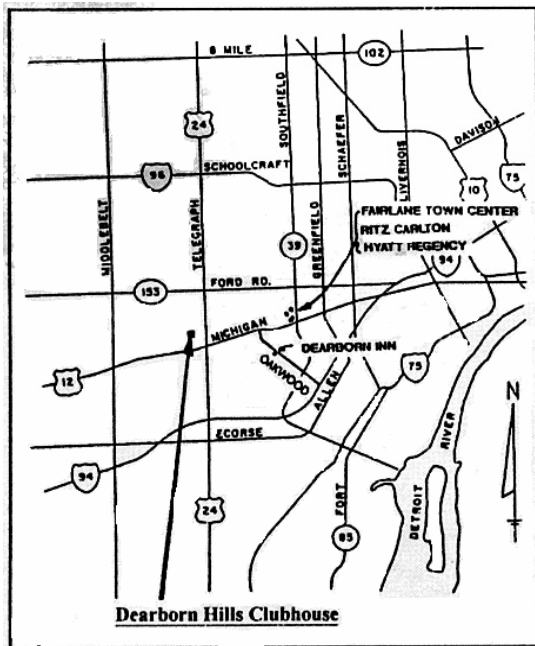 8 MILE
102
SOUTHFIELD
24
SCHAEFER
LIVERNOIS
DAVISON
96
SCHOOLCRAFT
10
75
MIDDLEBELT
TELEGRAPH
GREENFIELD
FAIRLANE TOWN CENTER
RITZ CARLTON
HYATT REGENCY
39
94
153
FORD RD.
MICHIGAN
DEARBORN INN
OAKWOOD
12
75
ALLEN
N
ECORSE
94
24
FORT
85
DETROIT
RIVER
Dearborn Hills Clubhouse